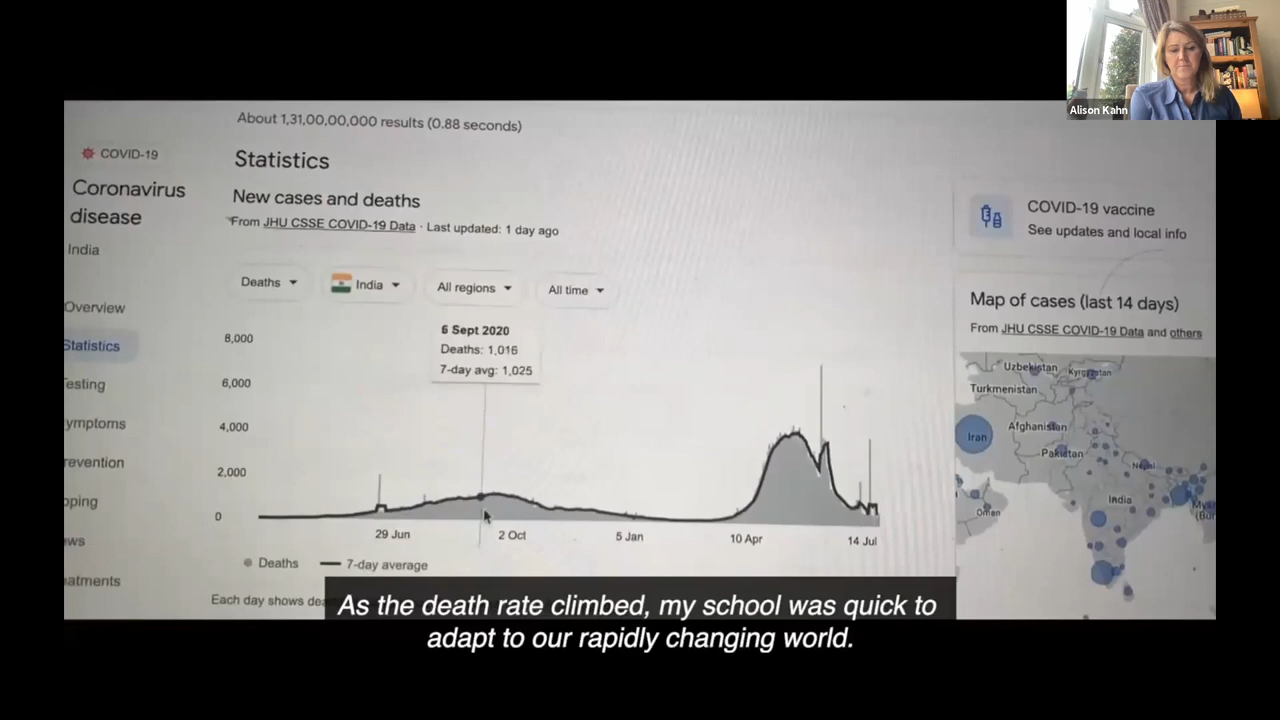 Alison Kahn
About 1,31,00,00,000 results (0.88 seconds)
COVID-19
Coronavirus
disease
India
Overview
Statistics
esting
ymptoms
revention
pping
ws
eatments
Statistics
New cases and deaths
From JHU CSSE COVID-19 Data · Last updated: 1 day ago
Deaths India All regions All time
6 Sept 2020
Deaths: 1,016
7-day avg: 1,025
8,000
6,000
4,000
2,000
0
29 Jun 2 Oct 5 Jan 10 Apr 14 Jul
Deaths 7-day average
Each day shows
COVID-19 vaccine
See updates and local info
Map of cases (last 14 days)
From JHU CSSE COVID-19 Data and others
Uzbekistan Kyrgyzstan
Turkmenistan
Afghanistan
Iran
Pakistan
Nepal
India
Oman
As the death rate climbed, my school was quick to
adapt to our rapidly changing world.